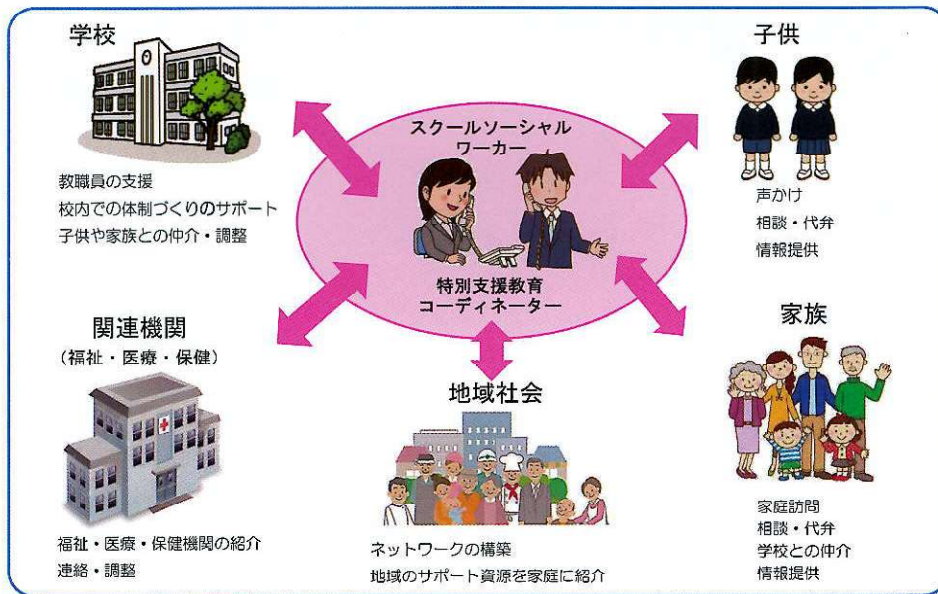 学校
教職員の支援
校内での体制づくりのサポート
子供や家族との仲介・調整
スクールソーシャル
ワーカー
特別支援教育
コーディネーター
子供
声かけ
相談・代弁
情報提供
関連機関
(福祉・医療・保健)
福祉・医療・保健機関の紹介
連絡・調整
地域社会
ネットワークの構築
地域のサポート資源を家庭に紹介
家族
家庭訪問
相談・代弁
学校との仲介
情報提供